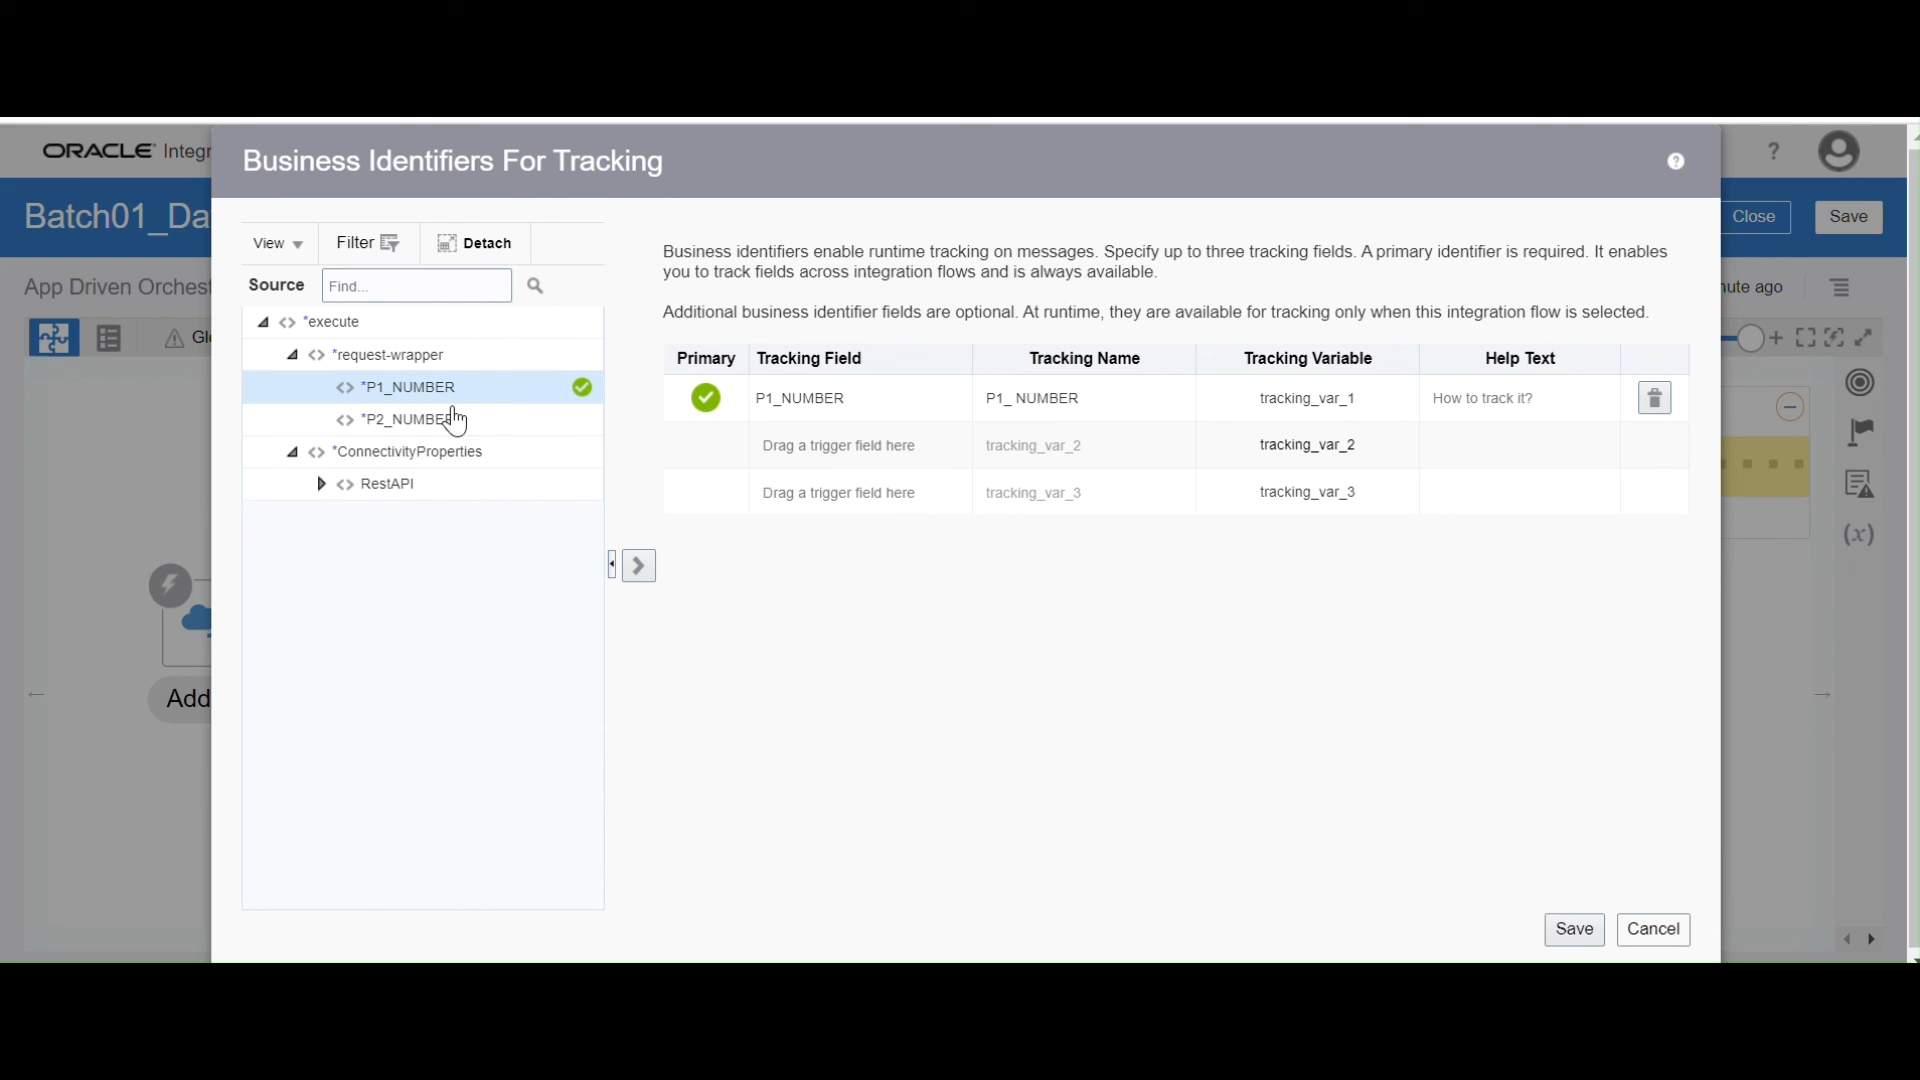 ORACLE Integr
Business Identifiers For Tracking
?
?
Batch01_Da
Close
Save
View
Filter
Detach
Source
Find...
Business identifiers enable runtime tracking on messages. Specify up to three tracking fields. A primary identifier is required. It enables
you to track fields across integration flows and is always available.
Additional business identifier fields are optional. At runtime, they are available for tracking only when this integration flow is selected.
App Driven Orchest
nute ago
Glo
*execute
*request-wrapper
*P1_NUMBER
*P2_NUMBER
*ConnectivityProperties
RestAPI
Primary Tracking Field Tracking Name Tracking Variable Help Text
P1_NUMBER P1_ NUMBER tracking_var_1 How to track it?
Drag a trigger field here tracking_var_2 tracking_var_2
Drag a trigger field here tracking_var_3 tracking_var_3
(x)
Add
Save
Cancel